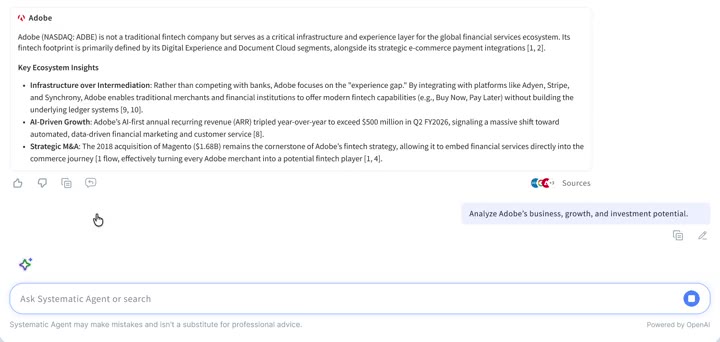 Adobe
Adobe (NASDAQ: ADBE) is not a traditional fintech company but serves as a critical infrastructure and experience layer for the global financial services ecosystem. Its
fintech footprint is primarily defined by its Digital Experience and Document Cloud segments, alongside its strategic e-commerce payment integrations [1, 2].
Key Ecosystem Insights
• Infrastructure over Intermediation: Rather than competing with banks, Adobe focuses on the "experience gap." By integrating with platforms like Adyen, Stripe,
and Synchrony, Adobe enables traditional merchants and financial institutions to offer modern fintech capabilities (e.g., Buy Now, Pay Later) without building the
underlying ledger systems [9, 10].
• AI-Driven Growth: Adobe's AI-first annual recurring revenue (ARR) tripled year-over-year to exceed $500 million in Q2 FY2026, signaling a massive shift toward
automated, data-driven financial marketing and customer service [8].
• Strategic M&A: The 2018 acquisition of Magento ($1.68B) remains the cornerstone of Adobe's fintech strategy, allowing it to embed financial services directly into the
commerce journey [1 flow, effectively turning every Adobe merchant into a potential fintech player [1, 4].
Sources
Analyze Adobe's business, growth, and investment potential.
Ask Systematic Agent or search
Systematic Agent may make mistakes and isn't a substitute for professional advice.
Powered by OpenAI